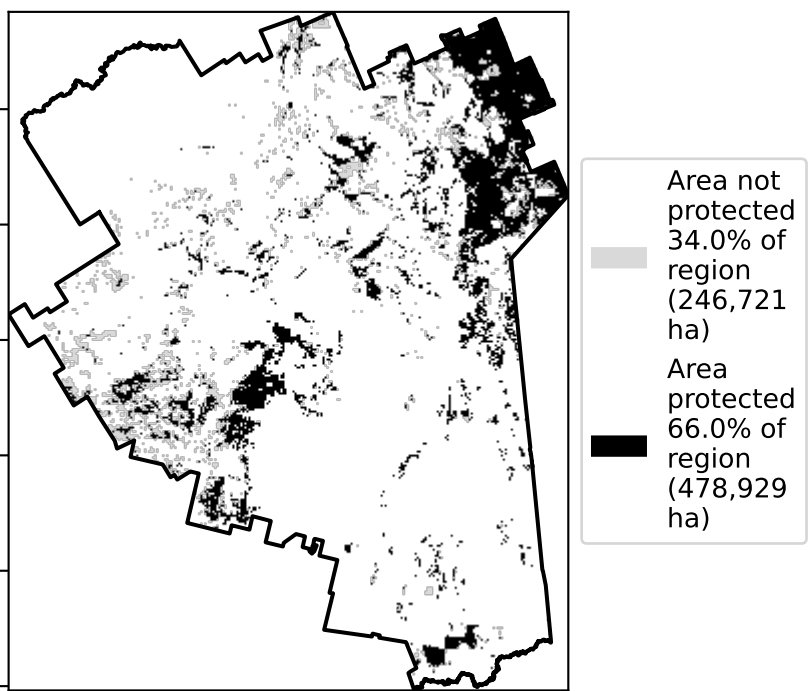 Area not
protected
34.0% of
region
(246,721
ha)
Area
protected
66.0% of
region
(478,929
ha)